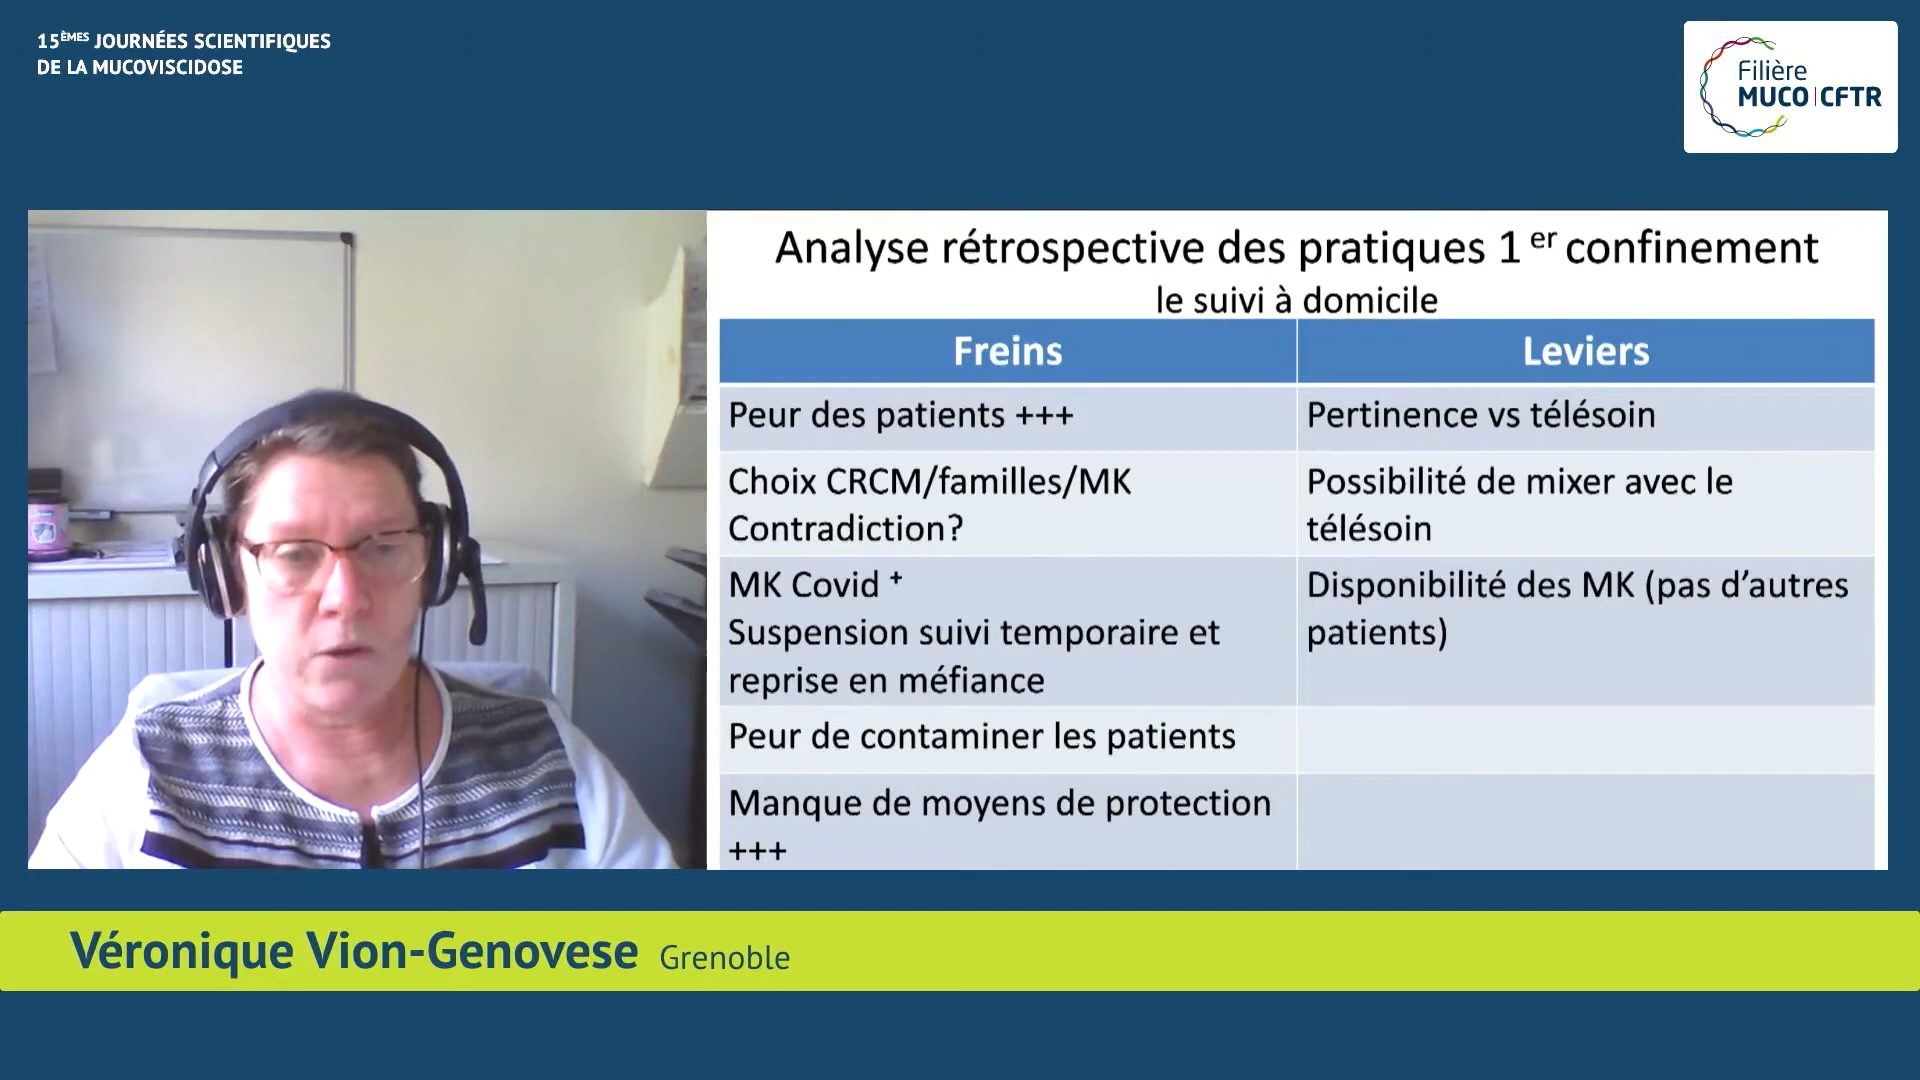 15ÈMES JOURNÉES SCIENTIFIQUES
DE LA MUCOVISCIDOSE
Filière
MUCO|CFTR
Analyse rétrospective des pratiques 1er confinement
le suivi à domicile
Freins
Leviers
Peur des patients +++
Pertinence vs télésoin
Choix CRCM/familles/MK
Contradiction?
Possibilité de mixer avec le
télésoin
MK Covid +
Suspension suivi temporaire et
reprise en méfiance
Disponibilité des MK (pas d’autres
patients)
Peur de contaminer les patients
Manque de moyens de protection
+++
Véronique Vion-Genovese Grenoble